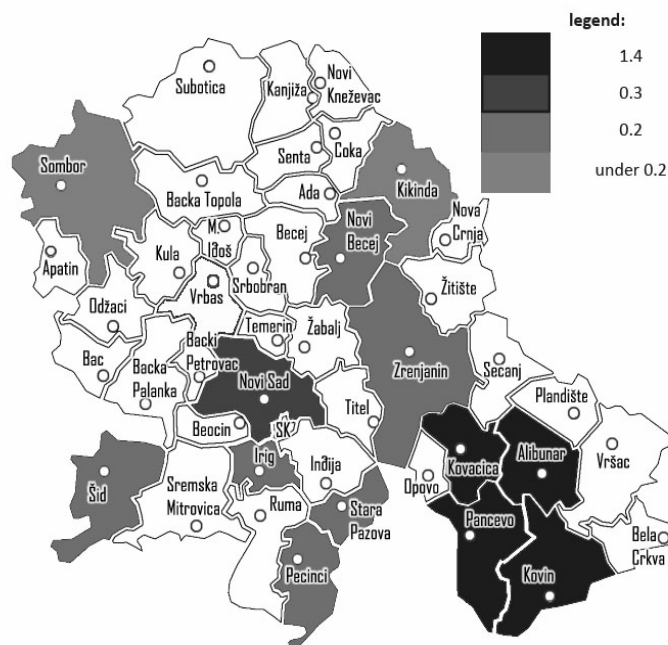 legend:
1.4
0.3
0.2
under 0.2
Subotica
Kanjiža
Novi
Kneževac
Senta
Coka
Sombor
Backa Topola
Ada
Kikinda
M.
Iđoš
Becej
Novi
Becej
Nova
Crnja
Apatin
Kula
Srbobran
Vrbas
Žitište
Odžaci
Temerin
Žabalj
Bac
Backa
Palanka
Backi
Petrovac
Novi Sad
Zrenjanin
Secanj
Titel
Plandište
Beocin
SK
Irig
Inđija
Opovo
Kovacica
Alibunar
Vršac
Šid
Sremska
Mitrovica
Ruma
Stara
Pazova
Pancevo
Bela
Crkva
Pecinci
Kovin